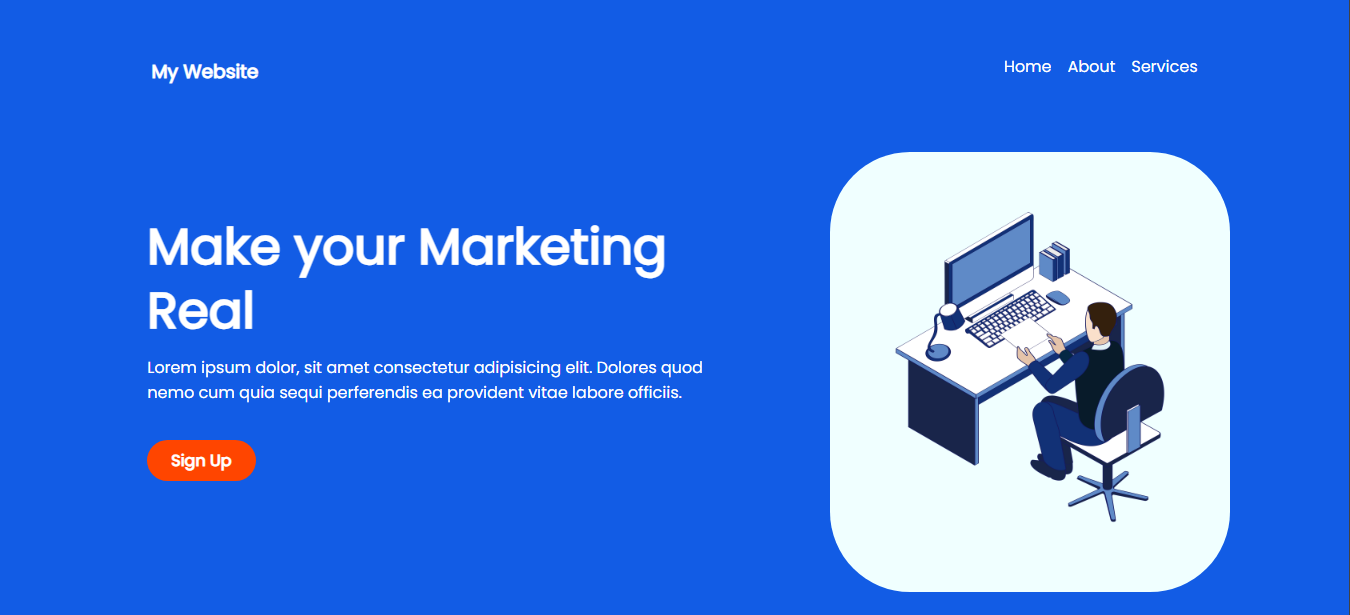 My Website
Home About Services
Make your Marketing
Real
Lorem ipsum dolor, sit amet consectetur adipisicing elit. Dolores quod
nemo cum quia sequi perferendis ea provident vitae labore officiis.
Sign Up